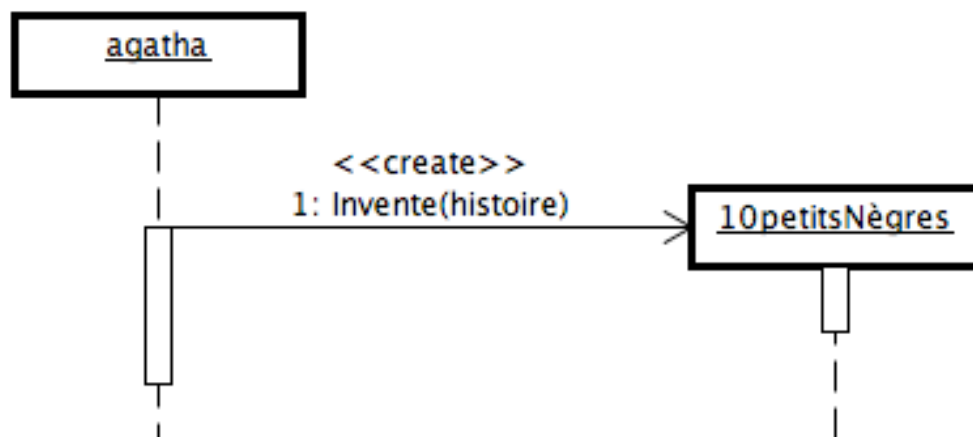 agatha
<<create>>
1: Invente(histoire)
10petitsNègres